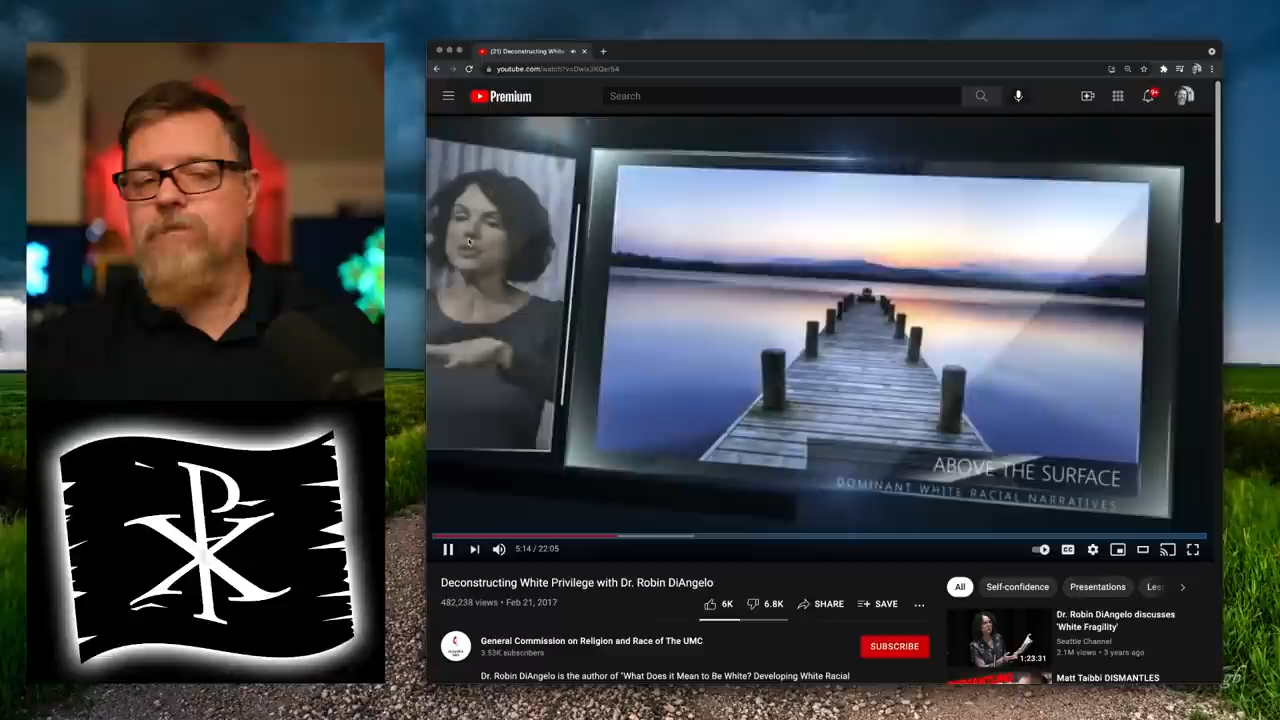 (21) Deconstructing White
youtube.com/watch?v=DwIx3KQer54
Premium
Search
9+
ABOVE THE SURFACE
DOMINANT WHITE RACIAL NARRATIVES
5:14 / 22:05
CC
Deconstructing White Privilege with Dr. Robin DiAngelo
482,238 views • Feb 21, 2017
6K
6.8K
SHARE
SAVE
General Commission on Religion and Race of The UMC
3.53K subscribers
SUBSCRIBE
Dr. Robin DiAngelo is the author of "What Does it Mean to Be White? Developing White Racial
All
Self-confidence
Presentations
Les
Dr. Robin DiAngelo discusses
'White Fragility'
Seattle Channel
2.1M views • 3 years ago
1:23:31
Matt Taibbi DISMANTLES